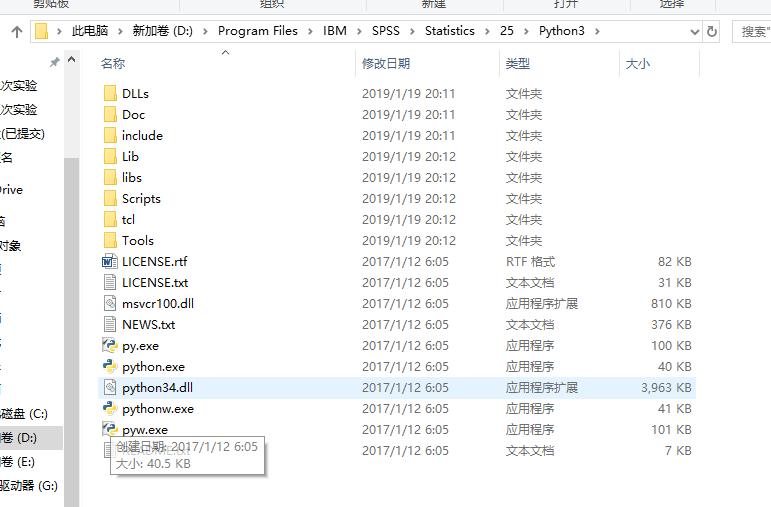 剪贴板 组织 新建 打开 选择
此电脑 新加卷 (D:) Program Files IBM SPSS Statistics 25 Python3 搜索"
名称 修改日期 类型 大小
次实验
次实验
(已提交)
名
Drive
脑
对象
磁盘 (C:)
卷 (D:)
卷 (E:)
驱动器 (G:)
DLLs 2019/1/19 20:11 文件夹
Doc 2019/1/19 20:11 文件夹
include 2019/1/19 20:11 文件夹
Lib 2019/1/19 20:12 文件夹
libs 2019/1/19 20:12 文件夹
Scripts 2019/1/19 20:12 文件夹
tcl 2019/1/19 20:12 文件夹
Tools 2019/1/19 20:12 文件夹
LICENSE.rtf 2017/1/12 6:05 RTF 格式 82 KB
LICENSE.txt 2017/1/12 6:05 文本文档 31 KB
msvcr100.dll 2017/1/12 6:05 应用程序扩展 810 KB
NEWS.txt 2017/1/12 6:05 文本文档 376 KB
py.exe 2017/1/12 6:05 应用程序 100 KB
python.exe 2017/1/12 6:05 应用程序 40 KB
python34.dll 2017/1/12 6:05 应用程序扩展 3,963 KB
pythonw.exe 2017/1/12 6:05 应用程序 41 KB
pyw.exe 2017/1/12 6:05 应用程序 101 KB
2017/1/12 6:05 文本文档 7 KB
创建日期: 2017/1/12 6:05
大小: 40.5 KB